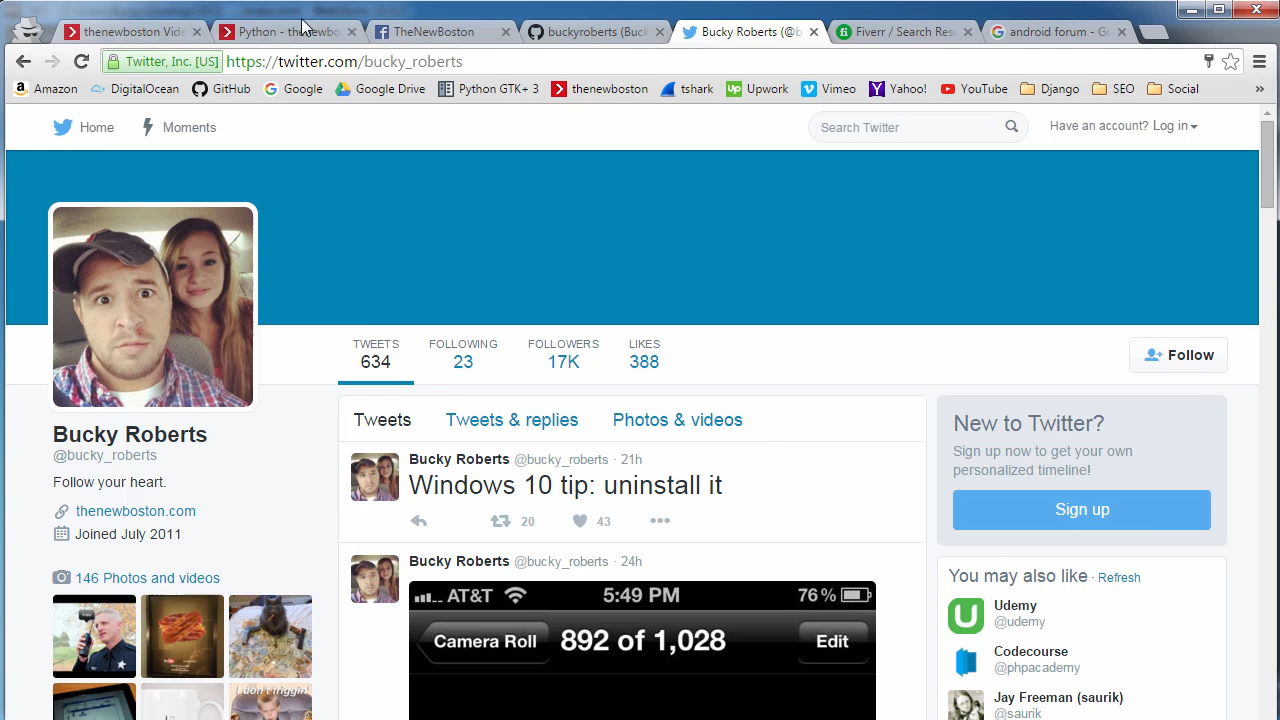 thenewboston Vide
Python - thenewbo
TheNewBoston
buckyroberts (Buck
Bucky Roberts (@b
Fiverr / Search Res
android forum - Go
Twitter, Inc. [US]
https://twitter.com/bucky_roberts
Amazon
DigitalOcean
GitHub
Google
Google Drive
Python GTK+ 3
thenewboston
tshark
Upwork
Vimeo
Yahoo!
YouTube
Django
SEO
Social
»
Home
Moments
Search Twitter
Have an account? Log in
TWEETS
634
FOLLOWING
23
FOLLOWERS
17K
LIKES
388
Follow
Bucky Roberts
@bucky_roberts
Follow your heart.
thenewboston.com
Joined July 2011
146 Photos and videos
I don't friggin
Tweets
Tweets & replies
Photos & videos
Bucky Roberts @bucky_roberts · 21h
Windows 10 tip: uninstall it
20
43
Bucky Roberts @bucky_roberts · 24h
AT&T
5:49 PM
76%
Camera Roll
892 of 1,028
Edit
New to Twitter?
Sign up now to get your own
personalized timeline!
Sign up
You may also like · Refresh
Udemy
@udemy
Codecourse
@phpacademy
Jay Freeman (saurik)
@saurik